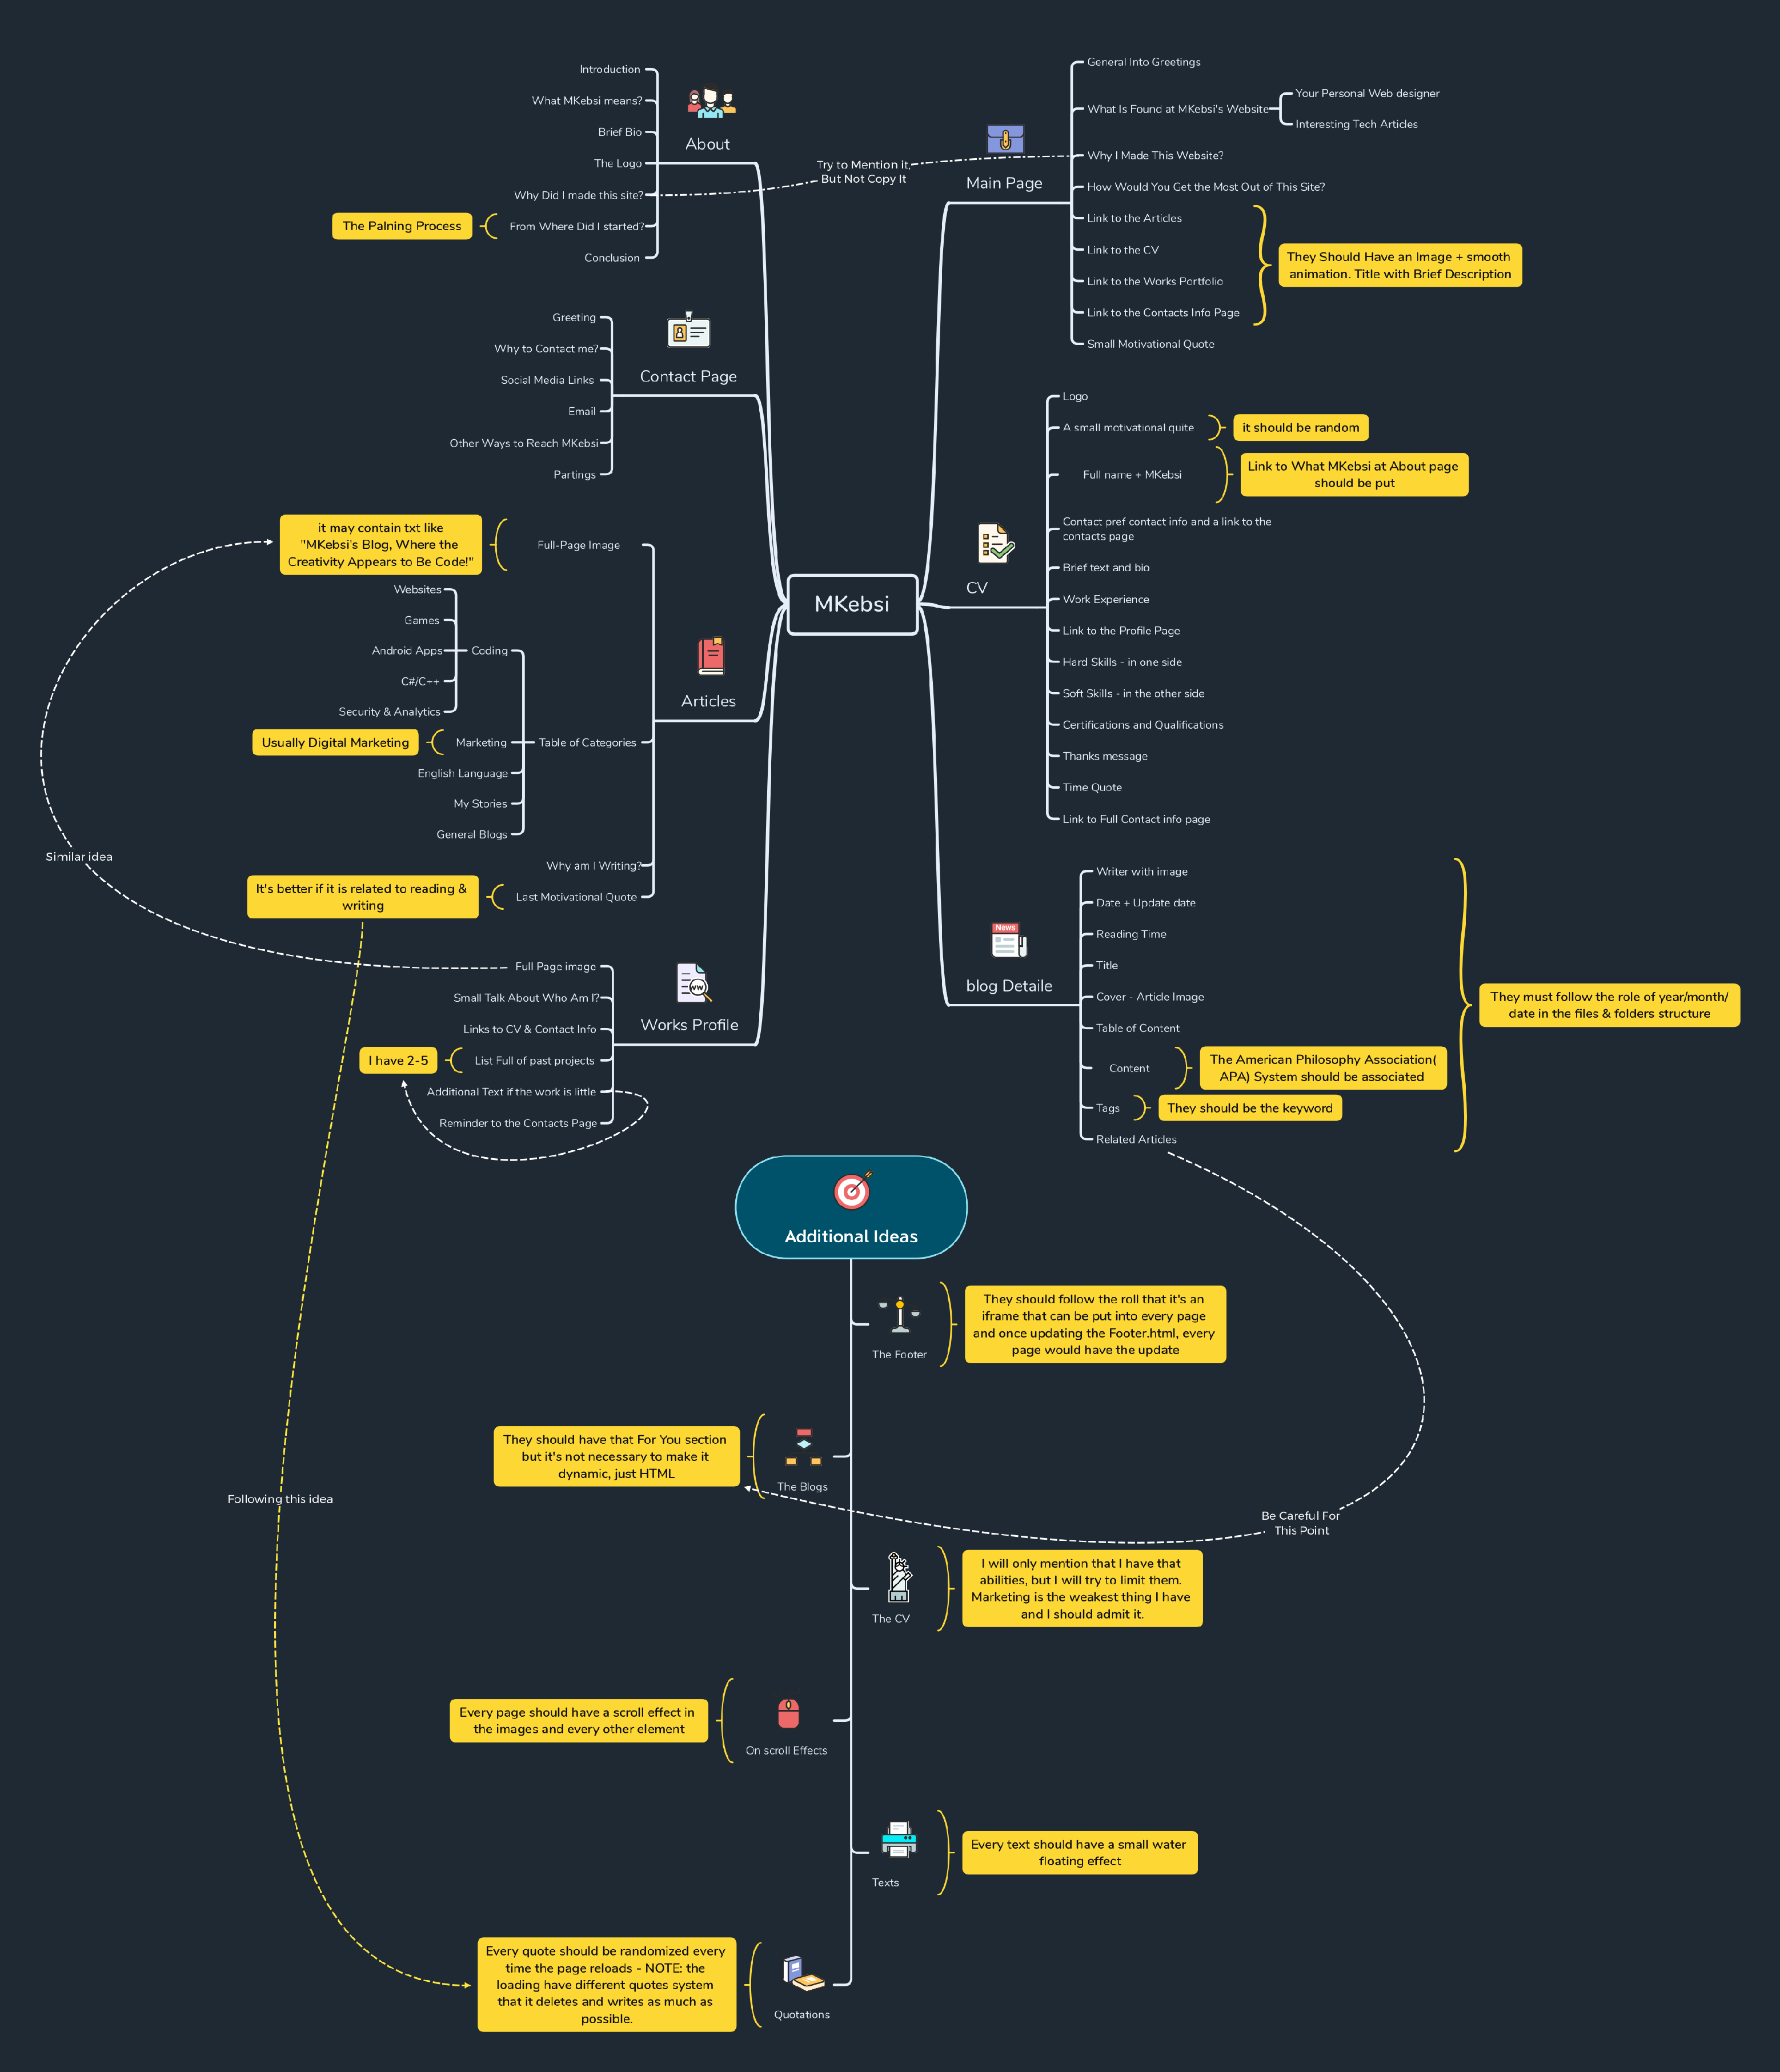 MKebsi
About
Introduction
What MKebsi means?
Brief Bio
The Logo
Why Did I made this site?
From Where Did I started?
The Palning Process
Conclusion
Try to Mention it,
But Not Copy It
Contact Page
Greeting
Why to Contact me?
Social Media Links
Email
Other Ways to Reach MKebsi
Partings
Articles
Full-Page Image
it may contain txt like
"MKebsi's Blog, Where the
Creativity Appears to Be Code!"
Table of Categories
Coding
Websites
Games
Android Apps
C#/C++
Security & Analytics
Marketing
Usually Digital Marketing
English Language
My Stories
General Blogs
Why am I Writing?
Last Motivational Quote
It's better if it is related to reading &
writing
Similar idea
Works Profile
Full Page image
Small Talk About Who Am I?
Links to CV & Contact Info
List Full of past projects
I have 2-5
Additional Text if the work is little
Reminder to the Contacts Page
Main Page
General Into Greetings
What Is Found at MKebsi's Website
Your Personal Web designer
Interesting Tech Articles
Why I Made This Website?
How Would You Get the Most Out of This Site?
Link to the Articles
Link to the CV
Link to the Works Portfolio
Link to the Contacts Info Page
They Should Have an Image + smooth
animation. Title with Brief Description
Small Motivational Quote
CV
Logo
A small motivational quite
it should be random
Full name + MKebsi
Link to What MKebsi at About page
should be put
Contact pref contact info and a link to the
contacts page
Brief text and bio
Work Experience
Link to the Profile Page
Hard Skills - in one side
Soft Skills - in the other side
Certifications and Qualifications
Thanks message
Time Quote
Link to Full Contact info page
News
blog Detaile
Writer with image
Date + Update date
Reading Time
Title
Cover - Article Image
Table of Content
Content
The American Philosophy Association(
APA) System should be associated
Tags
They should be the keyword
Related Articles
They must follow the role of year/month/
date in the files & folders structure
WW
Additional Ideas
The Footer
They should follow the roll that it's an
iframe that can be put into every page
and once updating the Footer.html, every
page would have the update
The Blogs
They should have that For You section
but it's not necessary to make it
dynamic, just HTML
Following this idea
Be Careful For
This Point
The CV
I will only mention that I have that
abilities, but I will try to limit them.
Marketing is the weakest thing I have
and I should admit it.
On scroll Effects
Every page should have a scroll effect in
the images and every other element
Texts
Every text should have a small water
floating effect
Quotations
Every quote should be randomized every
time the page reloads - NOTE: the
loading have different quotes system
that it deletes and writes as much as
possible.